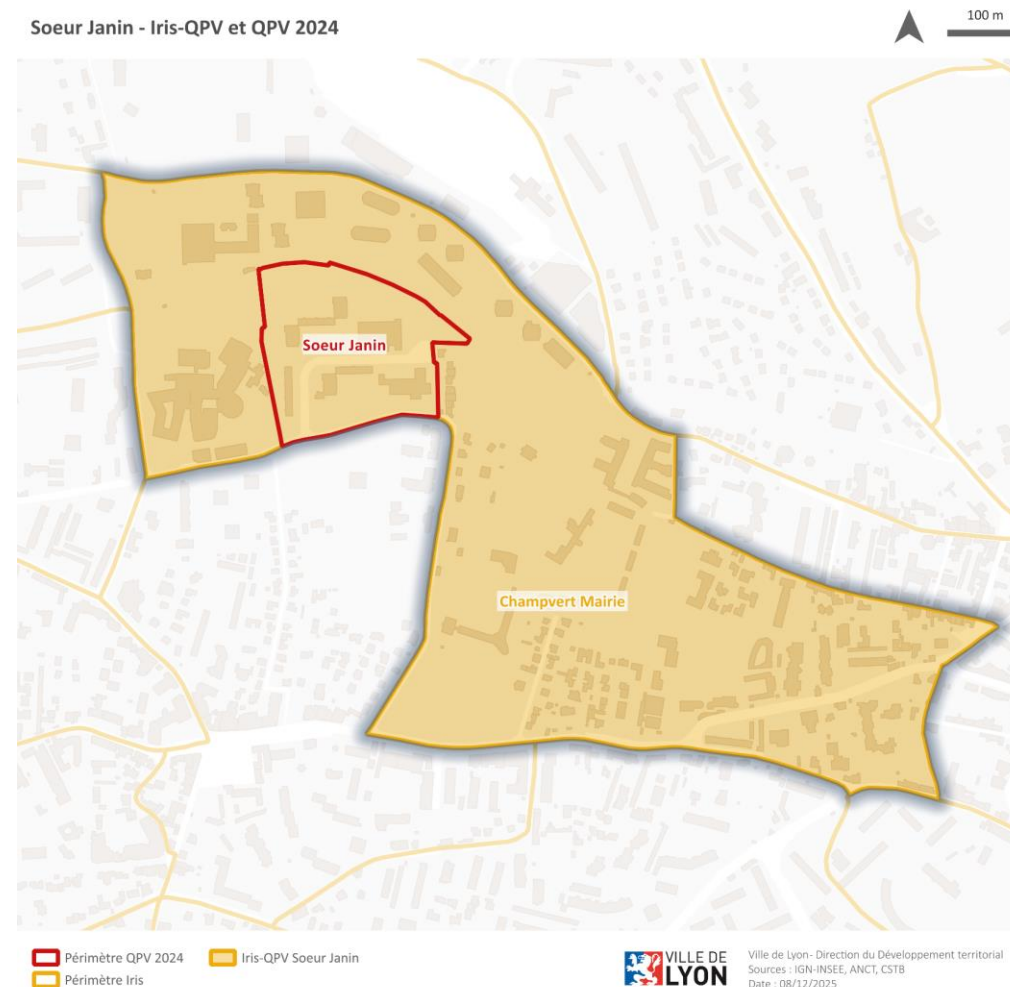 Soeur Janin - Iris-QPV et QPV 2024
100 m
Soeur Janin
Champvert Mairie
Périmètre QPV 2024
Iris-QPV Soeur Janin
Périmètre Iris
VILLE DE
LYON
Ville de Lyon - Direction du Développement territorial
Sources : IGN-INSEE, ANCT, CSTB
Date : 08/12/2025